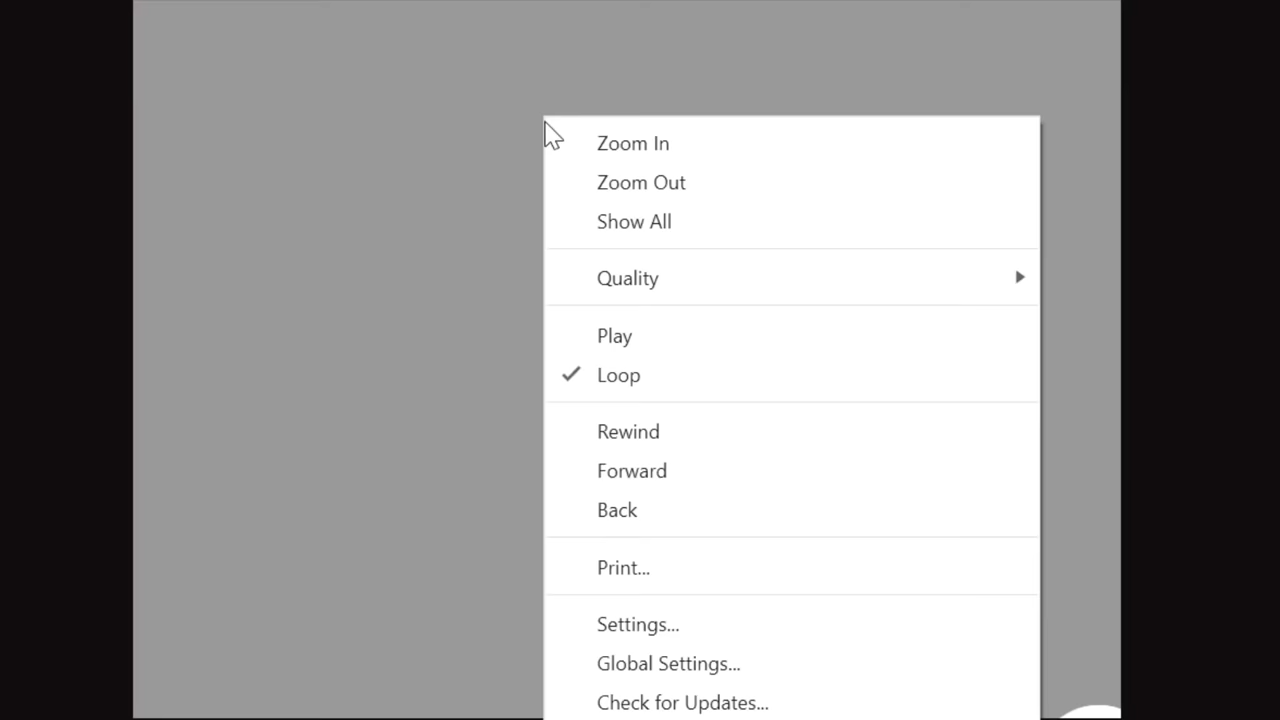 Zoom In
Zoom Out
Show All
Quality
Play
Loop
Rewind
Forward
Back
Print...
Settings...
Global Settings...
Check for Updates...